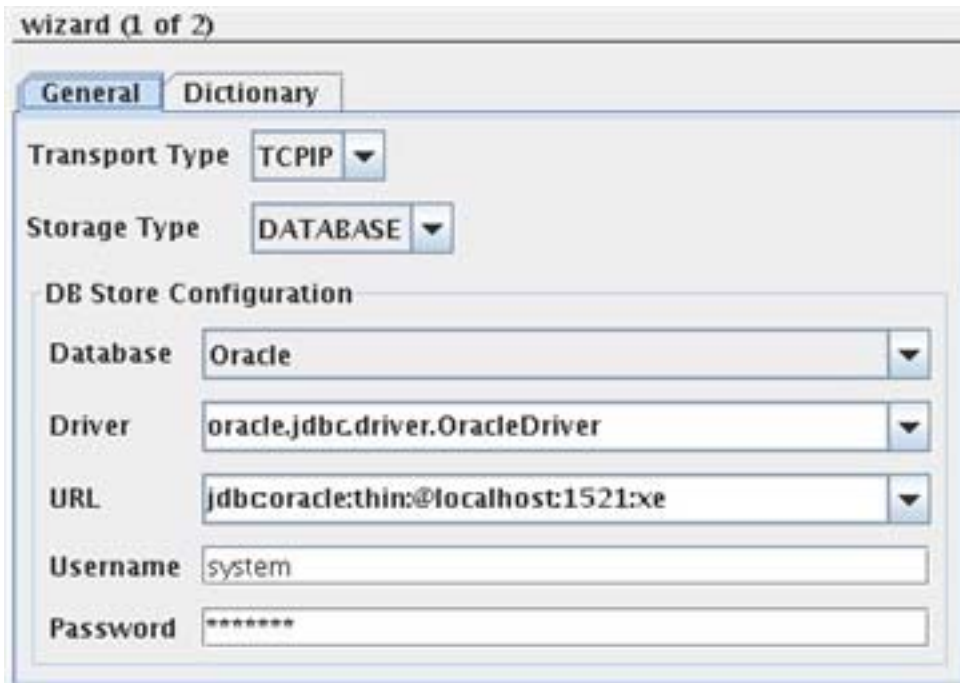 wizard (1 of 2)
General Dictionary
Transport Type TCPIP
Storage Type DATABASE
DB Store Configuration
Database Oracle
Driver oracle.jdbc.driver.OracleDriver
URL jdbc:oracle:thin:@localhost:1521:xe
Username system
Password *******